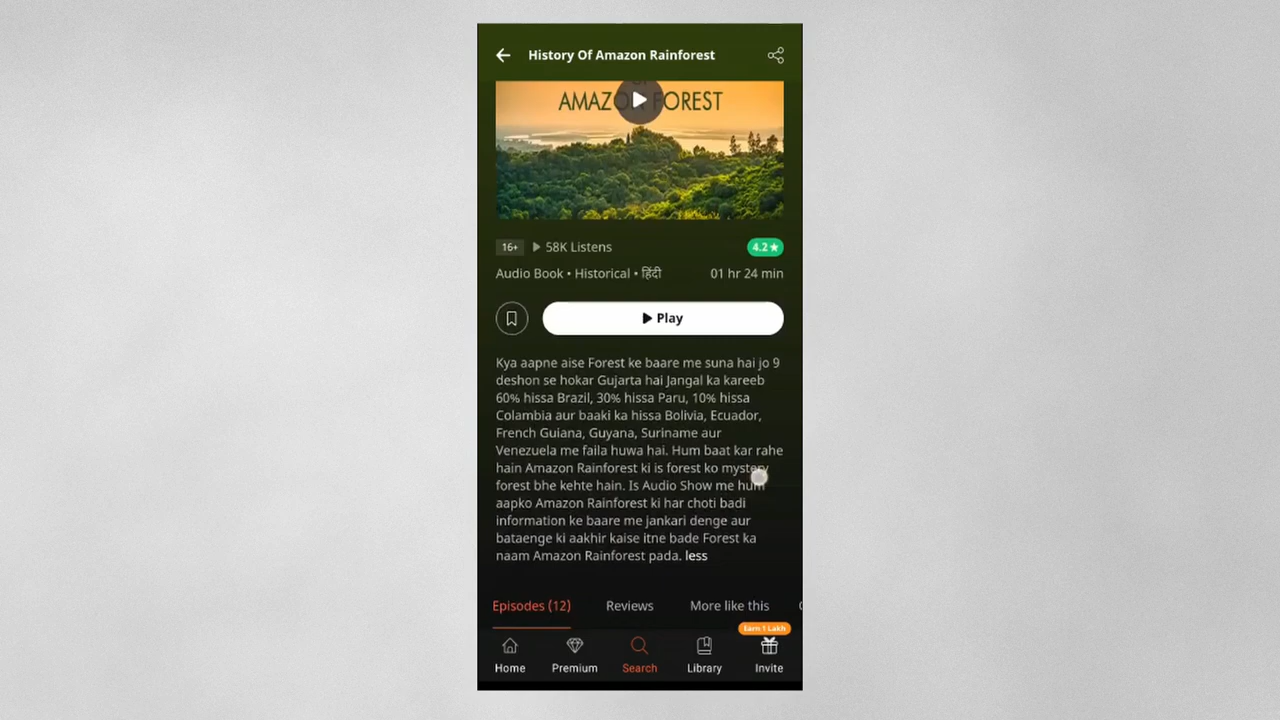 History Of Amazon Rainforest
AMAZON FOREST
16+ 58K Listens 4.2★
Audio Book • Historical • हिंदी 01 hr 24 min
Play
Kya aapne aise Forest ke baare me suna hai jo 9
deshon se hokar Gujarta hai Jangal ka kareeb
60% hissa Brazil, 30% hissa Paru, 10% hissa
Colambia aur baaki ka hissa Bolivia, Ecuador,
French Guiana, Guyana, Suriname aur
Venezuela me faila huwa hai. Hum baat kar rahe
hain Amazon Rainforest ki is forest ko mystery
forest bhe kehte hain. Is Audio Show me hum
aapko Amazon Rainforest ki har choti badi
information ke baare me jankari denge aur
bataenge ki aakhir kaise itne bade Forest ka
naam Amazon Rainforest pada. less
Episodes (12) Reviews More like this
Earn 1 Lakh
Home Premium Search Library Invite